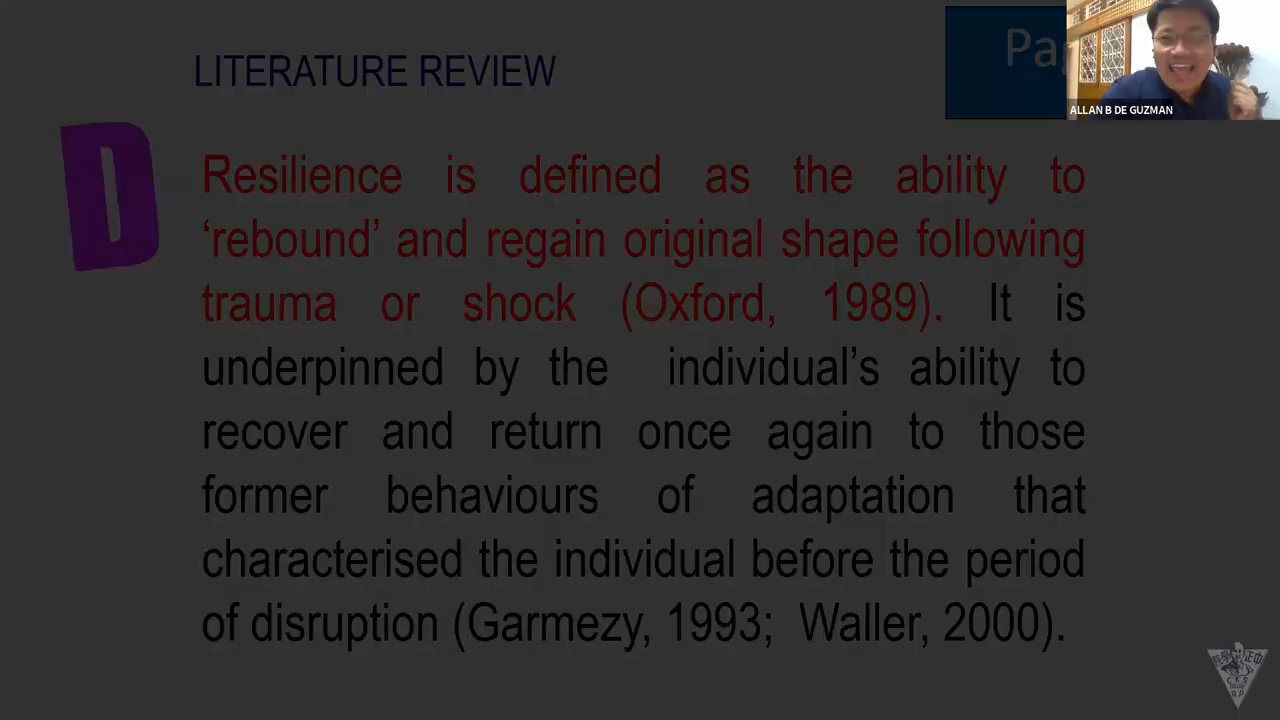 LITERATURE REVIEW
Pa
ALLAN B DE GUZMAN
D
Resilience is defined as the ability to
‘rebound’ and regain original shape following
trauma or shock (Oxford, 1989). It is
underpinned by the individual’s ability to
recover and return once again to those
former behaviours of adaptation that
characterised the individual before the period
of disruption (Garmezy, 1993; Waller, 2000).